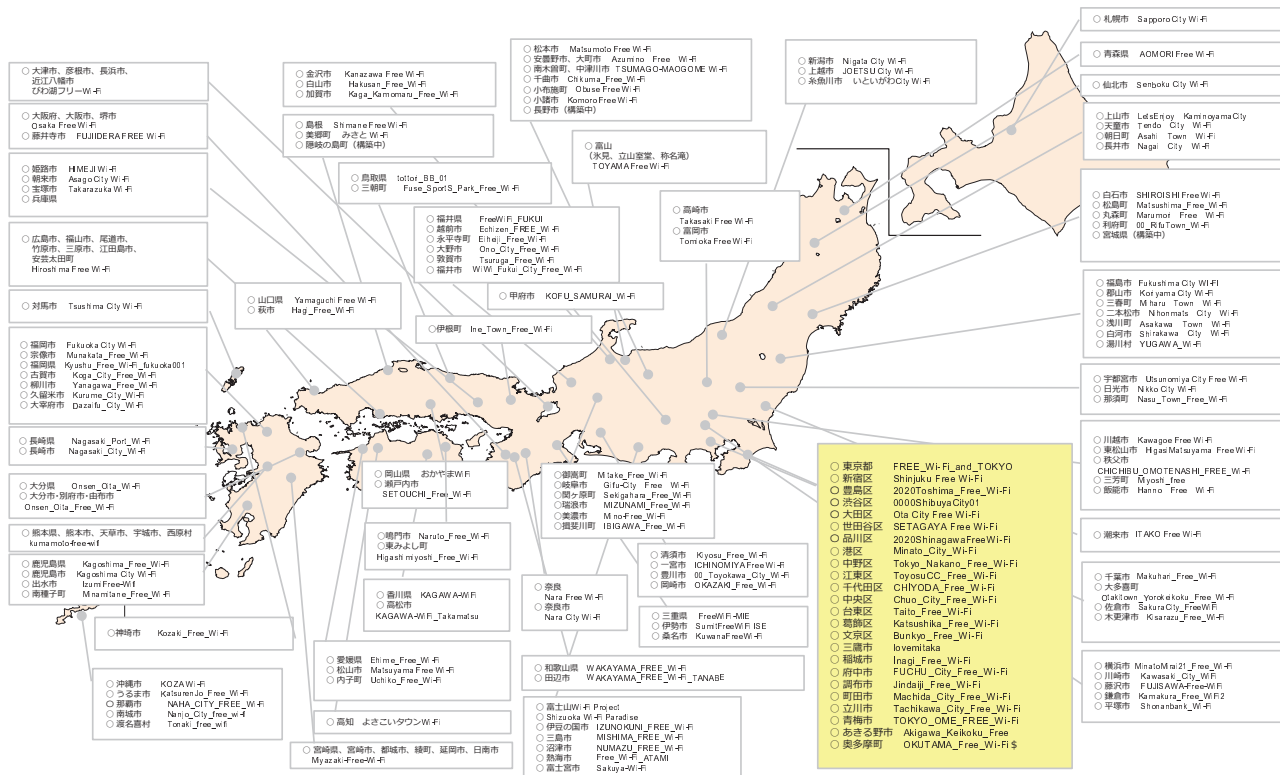 ○ 札幌市 Sapporo City Wi-Fi
○ 青森県 AOMORI Free Wi-Fi
○ 仙北市 Senboku City Wi-Fi
○ 上山市 LetsEnjoy KaminoyamaCity
○ 天童市 Tendo City Wi-Fi
○ 朝日町 Asahi Town Wi-Fi
○ 長井市 Nagai City Wi-Fi
○ 白石市 SHIROISHI Free Wi-Fi
○ 松島町 Matsushima_Free_Wi-Fi
○ 丸森町 Marumori Free Wi-Fi
○ 利府町 00_RifuTown_Wi-Fi
○ 宮城県（構築中）
○ 福島市 Fukushima City Wi-Fi
○ 郡山市 Koriyama City Wi-Fi
○ 三春町 Miharu Town Wi-Fi
○ 二本松市 Nihonmats City Wi-Fi
○ 浅川町 Asakawa Town Wi-Fi
○ 白河市 Shirakawa City Wi-Fi
○ 湯川村 YUGAWA_Wi-Fi
○ 宇都宮市 Utsunomiya City Free Wi-Fi
○ 日光市 Nikko City Wi-Fi
○ 那須町 Nasu_Town_Free_Wi-Fi
○ 川越市 Kawagoe Free Wi-Fi
○ 東松山市 HigasMatsuyama Free Wi-Fi
○ 秩父市
CHICHIBU_OMOTENASHI_FREE_Wi-Fi
○ 三芳町 Miyoshi_free
○ 飯能市 Hanno Free Wi-Fi
○ 潮来市 ITAKO Free Wi-Fi
○ 千葉市 Makuhari_Free_Wi-Fi
○ 大多喜町
Otakitown_Yorokeikoku_Free_Wi-Fi
○ 佐倉市 SakuraCity_FreeWiFi
○ 木更津市 Kisarazu_Free_Wi-Fi
○ 横浜市 MinatoMirai21_Free_Wi-Fi
○ 川崎市 Kawasaki_City_Wi-Fi
○ 藤沢市 FUJISAWA-Free-Wi-Fi
○ 鎌倉市 Kamakura_Free_WiFi2
○ 平塚市 Shonanbank_Wi-Fi
○ 新潟市 Nigata City Wi-Fi
○ 上越市 JOETSU City Wi-Fi
○ 糸魚川市 いといがわCity Wi-Fi
○ 松本市 Matsumoto Free Wi-Fi
○ 安曇野市、大町市 Azumino Free Wi-Fi
○ 南木曽町、中津川市 TSUMAGO-MAOGOME Wi-Fi
○ 千曲市 Chikuma_Free_Wi-Fi
○ 小布施町 Obuse Free Wi-Fi
○ 小諸市 Komoro Free Wi-Fi
○ 長野市（構築中）
○ 富山
（氷見、立山室堂、称名滝）
TOYAMA Free Wi-Fi
○ 高崎市
Takasaki Free Wi-Fi
○ 富岡市
Tomioka Free Wi-Fi
○ 金沢市 Kanazawa Free Wi-Fi
○ 白山市 Hakusan_Free_Wi-Fi
○ 加賀市 Kaga_Kamomaru_Free_Wi-Fi
○ 島根 Shimane Free Wi-Fi
○ 美郷町 みさと Wi-Fi
○ 隠岐の島町（構築中）
○ 鳥取県 tottori_BB_01
○ 三朝町 Fuse_SportS_Park_Free_Wi-Fi
○ 福井県 FreeWiFi_FUKUI
○ 越前市 Echizen_FREE_Wi-Fi
○ 永平寺町 Eiheiji_Free_Wi-Fi
○ 大野市 Ono_City_Free_Wi-Fi
○ 敦賀市 Tsuruga_Free_Wi-Fi
○ 福井市 WiWi_Fukui_City_Free_Wi-Fi
○ 甲府市 KOFU_SAMURAI_Wi-Fi
○ 伊根町 Ine_Town_Free_Wi-Fi
○ 山口県 Yamaguchi Free Wi-Fi
○ 萩市 Hagi_Free_Wi-Fi
○ 大津市、彦根市、長浜市、
近江八幡市
びわ湖フリーWi-Fi
○ 大阪府、大阪市、堺市
Osaka Free Wi-Fi
○ 藤井寺市 FUJIIDERA FREE Wi-Fi
○ 姫路市 HIMEJI Wi-Fi
○ 朝来市 Asago City Wi-Fi
○ 宝塚市 Takarazuka Wi-Fi
○ 兵庫県
○ 広島市、福山市、尾道市、
竹原市、三原市、江田島市、
安芸太田町
Hiroshima Free Wi-Fi
○ 対馬市 Tsushima City Wi-Fi
○ 福岡市 Fukuoka City Wi-Fi
○ 宗像市 Munakata_Free_Wi-Fi
○ 福岡県 Kyushu_Free_Wi-Fi_fukuoka001
○ 古賀市 Koga_City_Free_Wi-Fi
○ 柳川市 Yanagawa_Free_Wi-Fi
○ 久留米市 Kurume_City_Wi-Fi
○ 大宰府市 Dazaifu_City_Wi-Fi
○ 長崎県 Nagasaki_Port_Wi-Fi
○ 長崎市 Nagasaki_City_Wi-Fi
○ 大分県 Onsen_Oita_Wi-Fi
○ 大分市・別府市・由布市
Onsen_Oita_Free_Wi-Fi
○ 熊本県、熊本市、天草市、宇城市、西原村
kumamoto-free-wifi
○ 鹿児島県 Kagoshima_Free_Wi-Fi
○ 鹿児島市 Kagoshima City Wi-Fi
○ 出水市 Izumi Free-Wifi
○ 南種子町 Minamitane_Free_Wi-Fi
○神埼市 Kozaki_Free_Wi-Fi
○ 沖縄市 KOZA Wi-Fi
○ うるま市 Katsurenjo_Free_Wi-Fi
○ 那覇市 NAHA_CITY_FREE_Wi-Fi
○ 南城市 Nanjo_City_free_wi-fi
○ 渡名喜村 Tonaki_free_wifi
○ 岡山県 おかやまWi-Fi
○ 瀬戸内市
SETOUCHI_Free_Wi-Fi
○鳴門市 Naruto_Free_Wi-Fi
○東みよし町
Higashimiyoshi_Free_Wi-Fi
○ 香川県 KAGAWA-WiFi
○ 高松市
KAGAWA-WiFi_Takamatsu
○ 愛媛県 Ehime_Free_Wi-Fi
○ 松山市 Matsuyama Free Wi-Fi
○ 内子町 Uchiko_Free_Wi-Fi
○ 高知 よさこいタウンWi-Fi
○ 宮崎県、宮崎市、都城市、綾町、延岡市、日南市
Miyazaki-Free-Wi-Fi
○ 御嵩町 Mitake_Free_Wi-Fi
○ 岐阜市 Gifu-City Free Wi-Fi
○ 関ヶ原町 Sekigahara_Free_Wi-Fi
○ 瑞浪市 MIZUNAMI_Free_Wi-Fi
○ 美濃市 Mino-Free_Wi-Fi
○ 揖斐川町 IBIGAWA_Free_Wi-Fi
○ 清須市 Kiyosu_Free_Wi-Fi
○ 一宮市 ICHINOMIYA Free Wi-Fi
○ 豊川市 00_Toyokawa_City_Wi-Fi
○ 岡崎市 OKAZAKI_Free_Wi-Fi
○ 奈良
Nara Free Wi-Fi
○ 奈良市
Nara City Wi-Fi
○ 三重県 FreeWiFi-MIE
○ 伊勢市 SumitFreeWiFi ISE
○ 桑名市 KuwanaFreeWi-Fi
○ 和歌山県 WAKAYAMA_FREE_Wi-Fi
○ 田辺市 WAKAYAMA_FREE_Wi-Fi_TANABE
○ 富士山Wi-Fi Project
○ Shizuoka Wi-Fi Paradise
○ 伊豆の国市 IZUNOKUNI_FREE_Wi-Fi
○ 三島市 MISHIMA_FREE_Wi-Fi
○ 沼津市 NUMAZU_FREE_Wi-Fi
○ 熱海市 Free_Wi-Fi_ATAMI
○ 富士宮市 Sakuya-Wi-Fi
○ 東京都 FREE_Wi-Fi_and_TOKYO
○ 新宿区 Shinjuku Free Wi-Fi
○ 豊島区 2020Toshima_Free_Wi-Fi
○ 渋谷区 0000ShibuyaCity01
○ 大田区 Ota City Free Wi-Fi
○ 世田谷区 SETAGAYA Free Wi-Fi
○ 品川区 2020ShinagawaFree Wi-Fi
○ 港区 Minato_City_Wi-Fi
○ 中野区 Tokyo_Nakano_Free_Wi-Fi
○ 江東区 ToyosuCC_Free_Wi-Fi
○ 千代田区 CHIYODA_Free_Wi-Fi
○ 中央区 Chuo_City_Free_Wi-Fi
○ 台東区 Taito_Free_Wi-Fi
○ 葛飾区 Katsushika_Free_Wi-Fi
○ 文京区 Bunkyo_Free_Wi-Fi
○ 三鷹市 lovemitaka
○ 稲城市 Inagi_Free_Wi-Fi
○ 府中市 FUCHU_City_Free_Wi-Fi
○ 調布市 Jindaiji_Free_Wi-Fi
○ 町田市 Machida_City_Free_Wi-Fi
○ 立川市 Tachikawa_City_Free_Wi-Fi
○ 青梅市 TOKYO_OME_FREE_Wi-Fi
○ あきる野市 Akigawa_Keikoku_Free
○ 奥多摩町 OKUTAMA_Free_Wi-Fi $